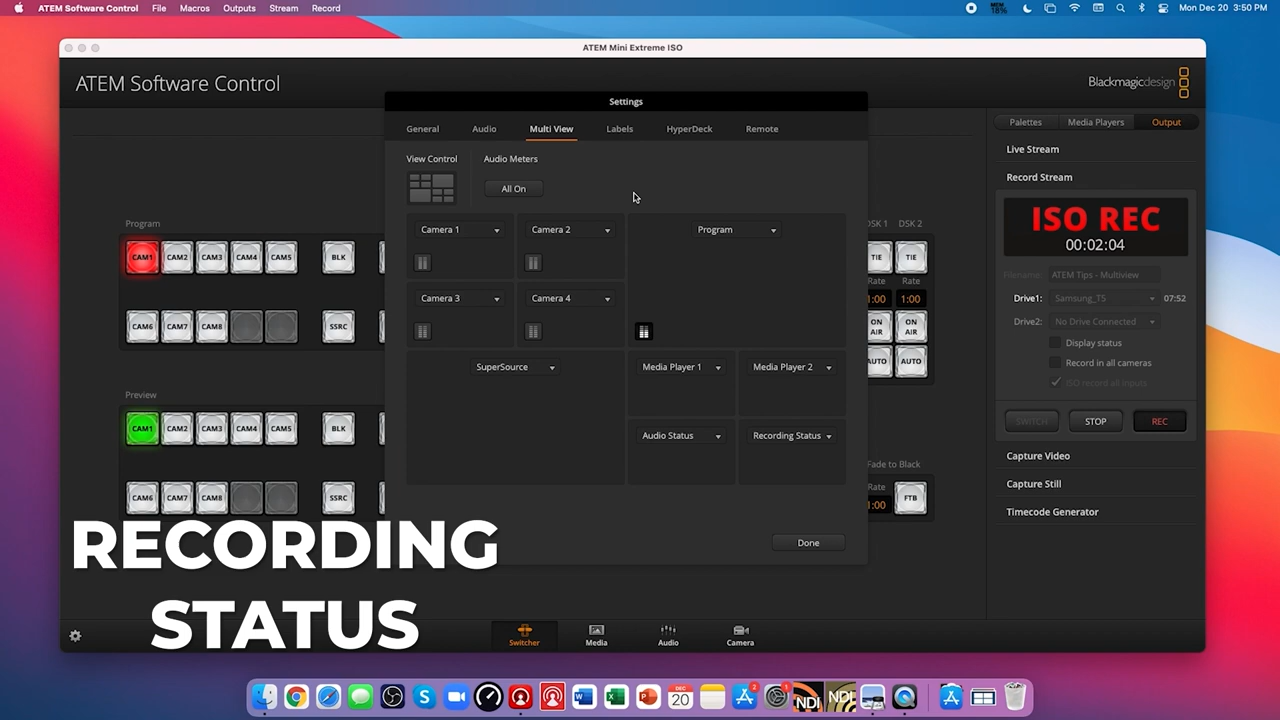 ATEM Software Control File Macros Outputs Stream Record
MEM
18%
Mon Dec 20 3:50 PM
ATEM Mini Extreme ISO
ATEM Software Control
Blackmagicdesign
Settings
General Audio Multi View Labels HyperDeck Remote
View Control
Audio Meters
All On
Camera 1
Camera 2
Program
Camera 3
Camera 4
SuperSource
Media Player 1
Media Player 2
Audio Status
Recording Status
Done
Program
CAM1 CAM2 CAM3 CAM4 CAM5 BLK
CAM6 CAM7 CAM8 SSRC
Preview
CAM1 CAM2 CAM3 CAM4 CAM5 BLK
CAM6 CAM7 CAM8 SSRC
DSK 1 DSK 2
TIE TIE
Rate Rate
1:00 1:00
ON
AIR
ON
AIR
AUTO AUTO
Fade to Black
Rate
1:00 FTB
Palettes Media Players Output
Live Stream
Record Stream
ISO REC
00:02:04
Filename: ATEM Tips - Multiview
Drive1: Samsung_T5 07:52
Drive2: No Drive Connected
Display status
Record in all cameras
ISO record all inputs
SWITCH STOP REC
Capture Video
Capture Still
Timecode Generator
RECORDING
STATUS
Switcher Media Audio Camera
DEC
20
2
1
NDI
NDI